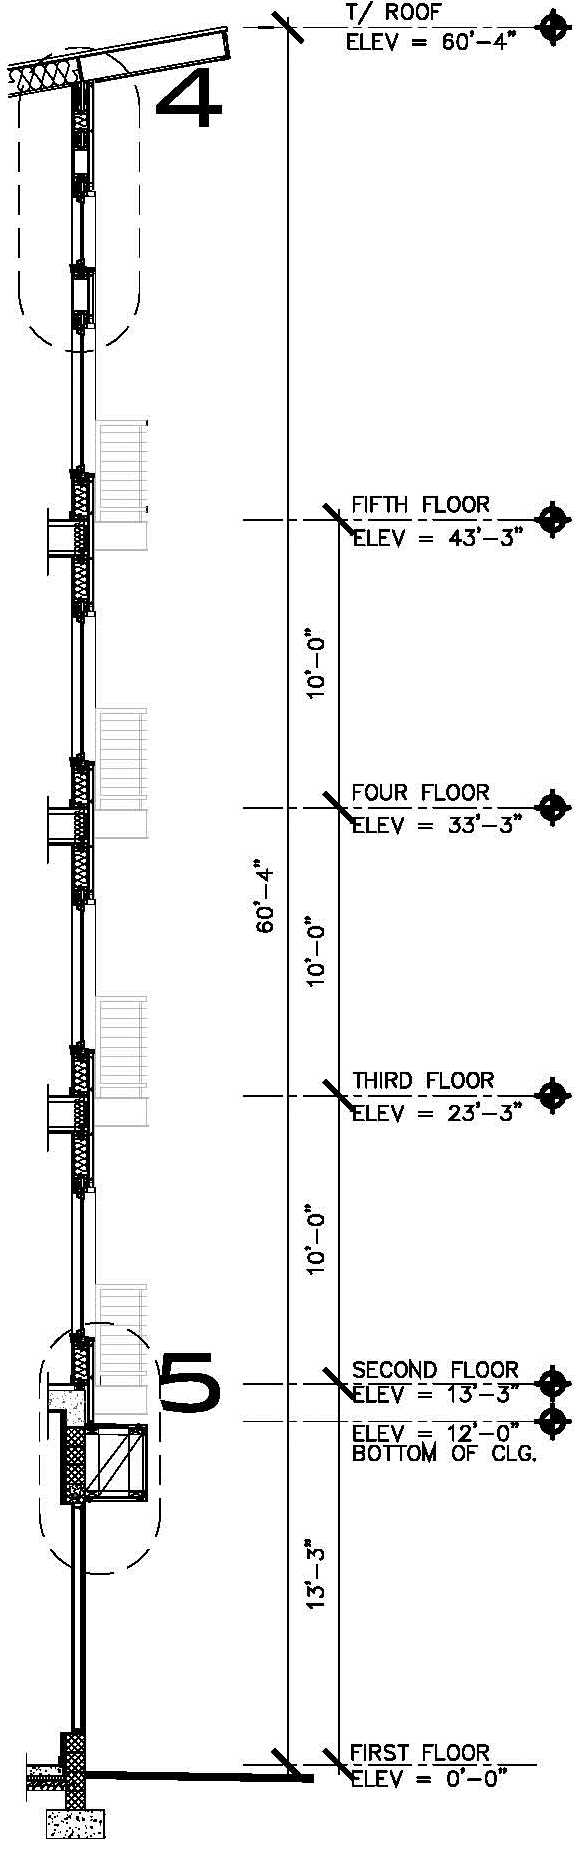 T/ ROOF
ELEV = 60'-4"
4
FIFTH FLOOR
ELEV = 43'-3"
10'-0"
FOUR FLOOR
ELEV = 33'-3"
60'-4"
10'-0"
THIRD FLOOR
ELEV = 23'-3"
10'-0"
5
SECOND FLOOR
ELEV = 13'-3"
ELEV = 12'-0"
BOTTOM OF CLG.
13'-3"
FIRST FLOOR
ELEV = 0'-0"